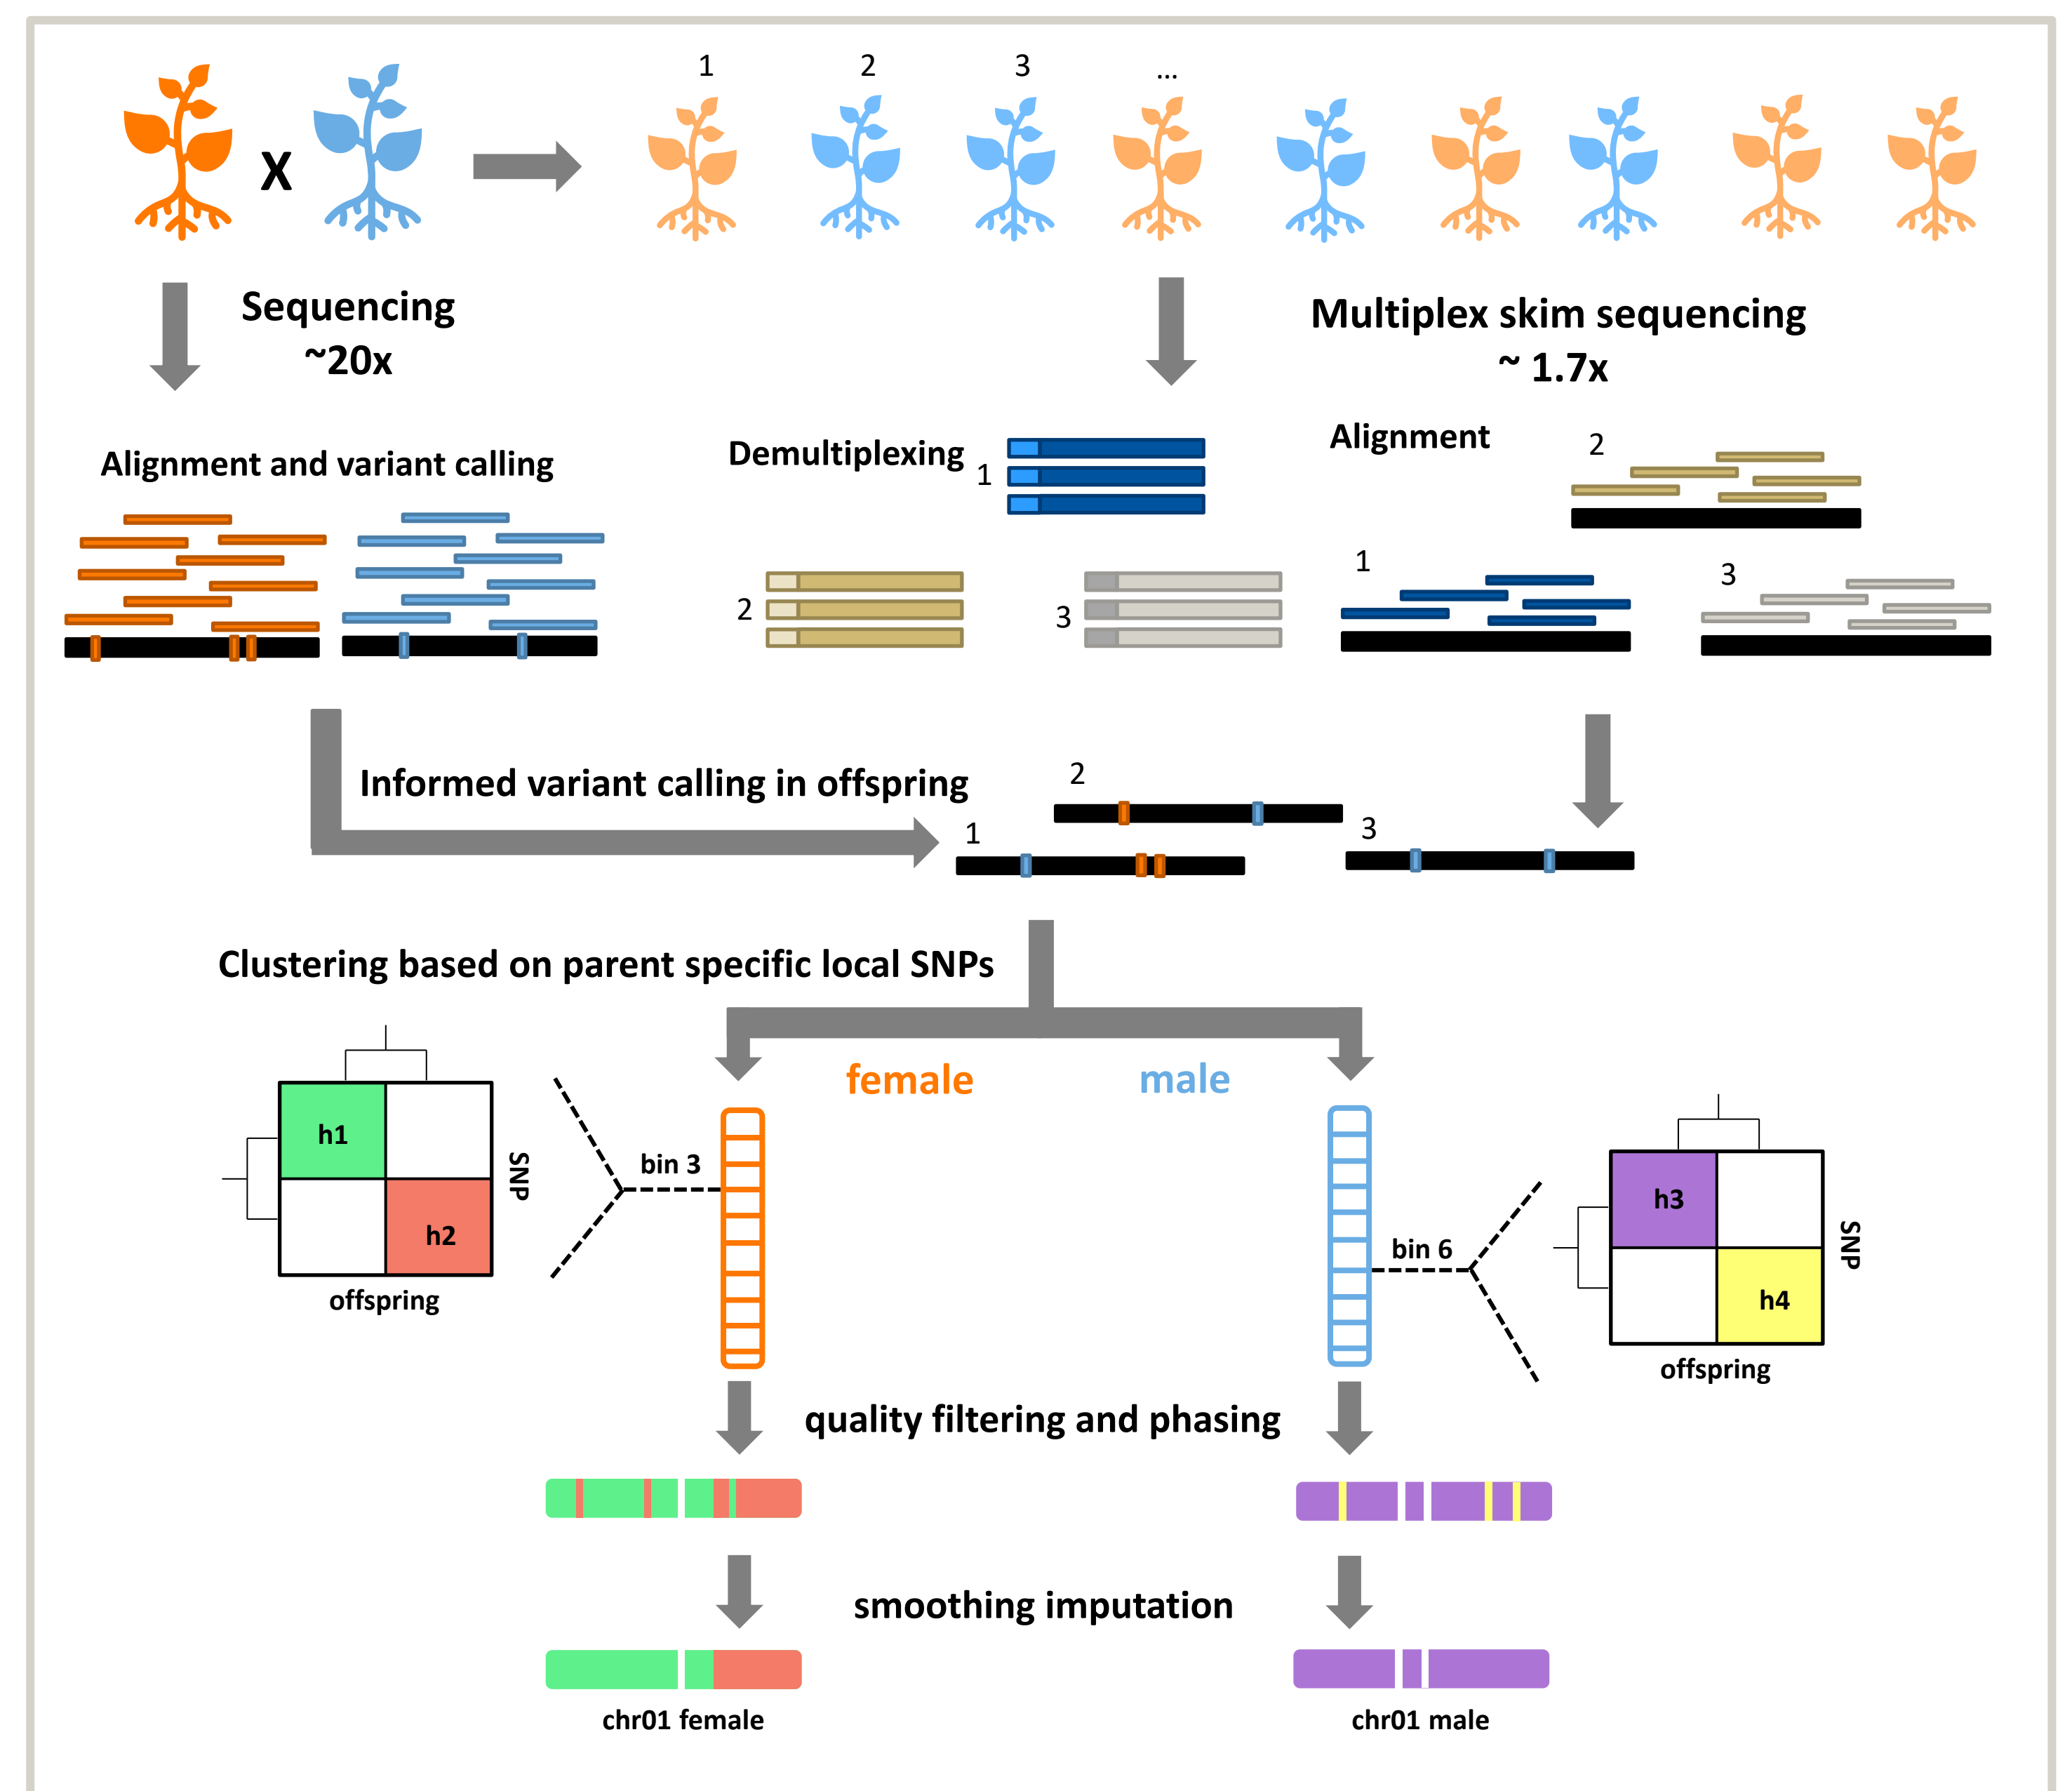 1
2
3
...
X
Sequencing
~20x
Multiplex skim sequencing
~ 1.7x
Alignment and variant calling
Demultiplexing
1
2
3
Alignment
2
1
3
Informed variant calling in offspring
2
1
3
Clustering based on parent specific local SNPs
female
male
h1
h2
SNP
offspring
bin 3
bin 6
h3
h4
SNP
offspring
quality filtering and phasing
smoothing imputation
chr01 female
chr01 male